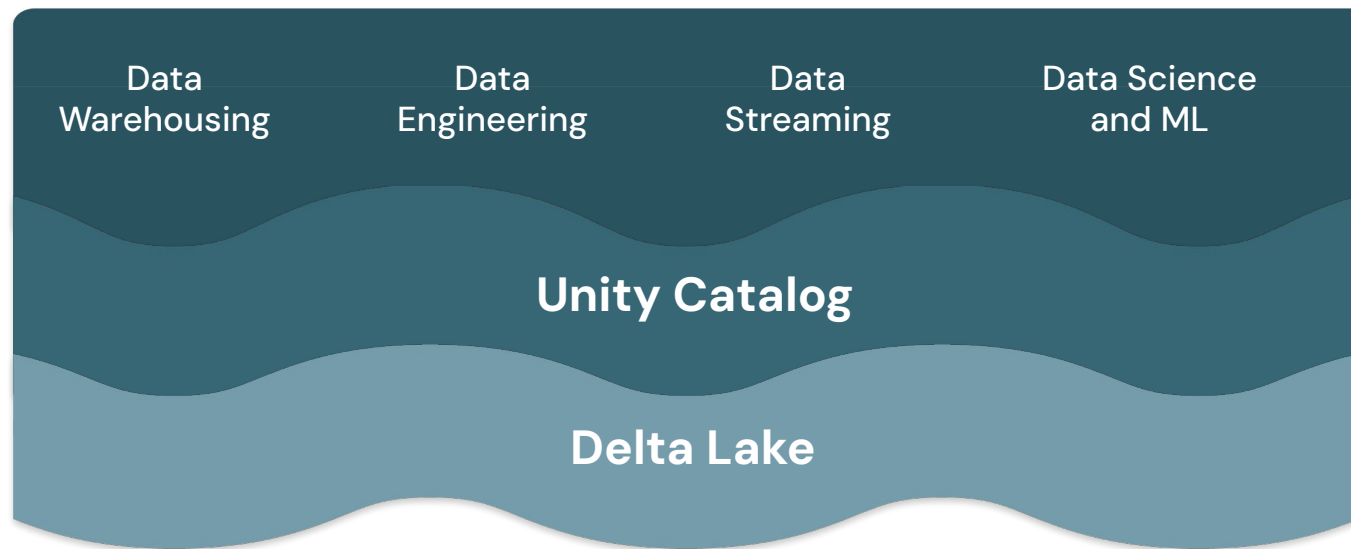 Data
Warehousing
Data
Engineering
Data
Streaming
Data Science
and ML
Unity Catalog
Delta Lake